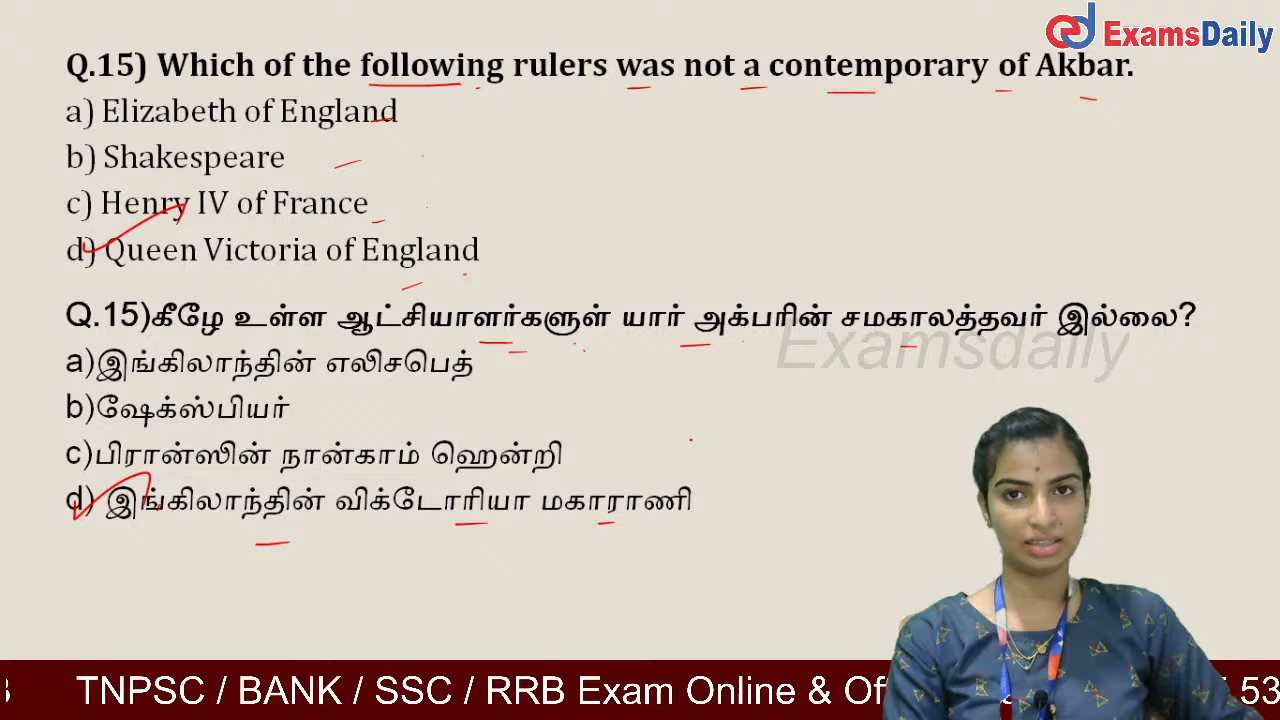 ExamsDaily
Q.15) Which of the following rulers was not a contemporary of Akbar.
a) Elizabeth of England
b) Shakespeare
c) Henry IV of France
d) Queen Victoria of England
Q.15)கீழே உள்ள ஆட்சியாளர்களுள் யார் அக்பரின் சமகாலத்தவர் இல்லை?
Examsdaily
a)இங்கிலாந்தின் எலிசபெத்
b)ஷேக்ஸ்பியர்
c)பிரான்ஸின் நான்காம் ஹென்றி
d) இங்கிலாந்தின் விக்டோரியா மகாராணி
TNPSC / BANK / SSC / RRB Exam Online & Of 53